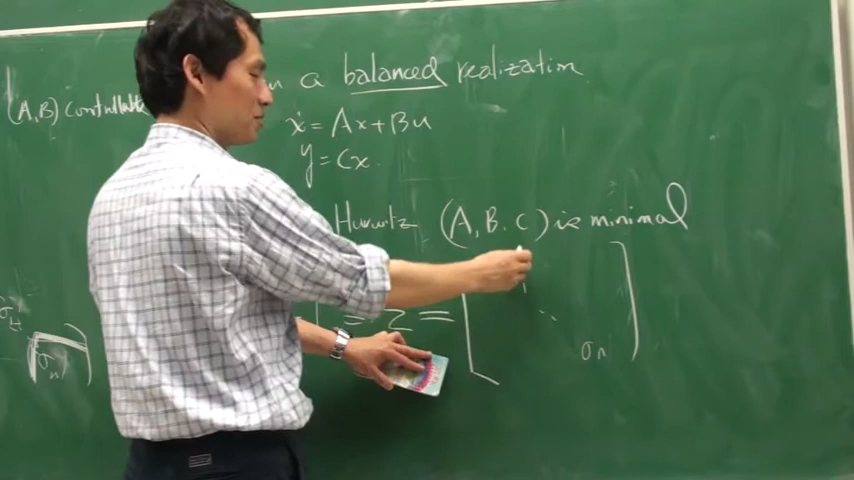 a balanced realization
(A,B) controllable
ẋ = Ax+Bu
y = Cx.
Hurwitz (A, B. C) is minimal
= Σ =
σn
σn